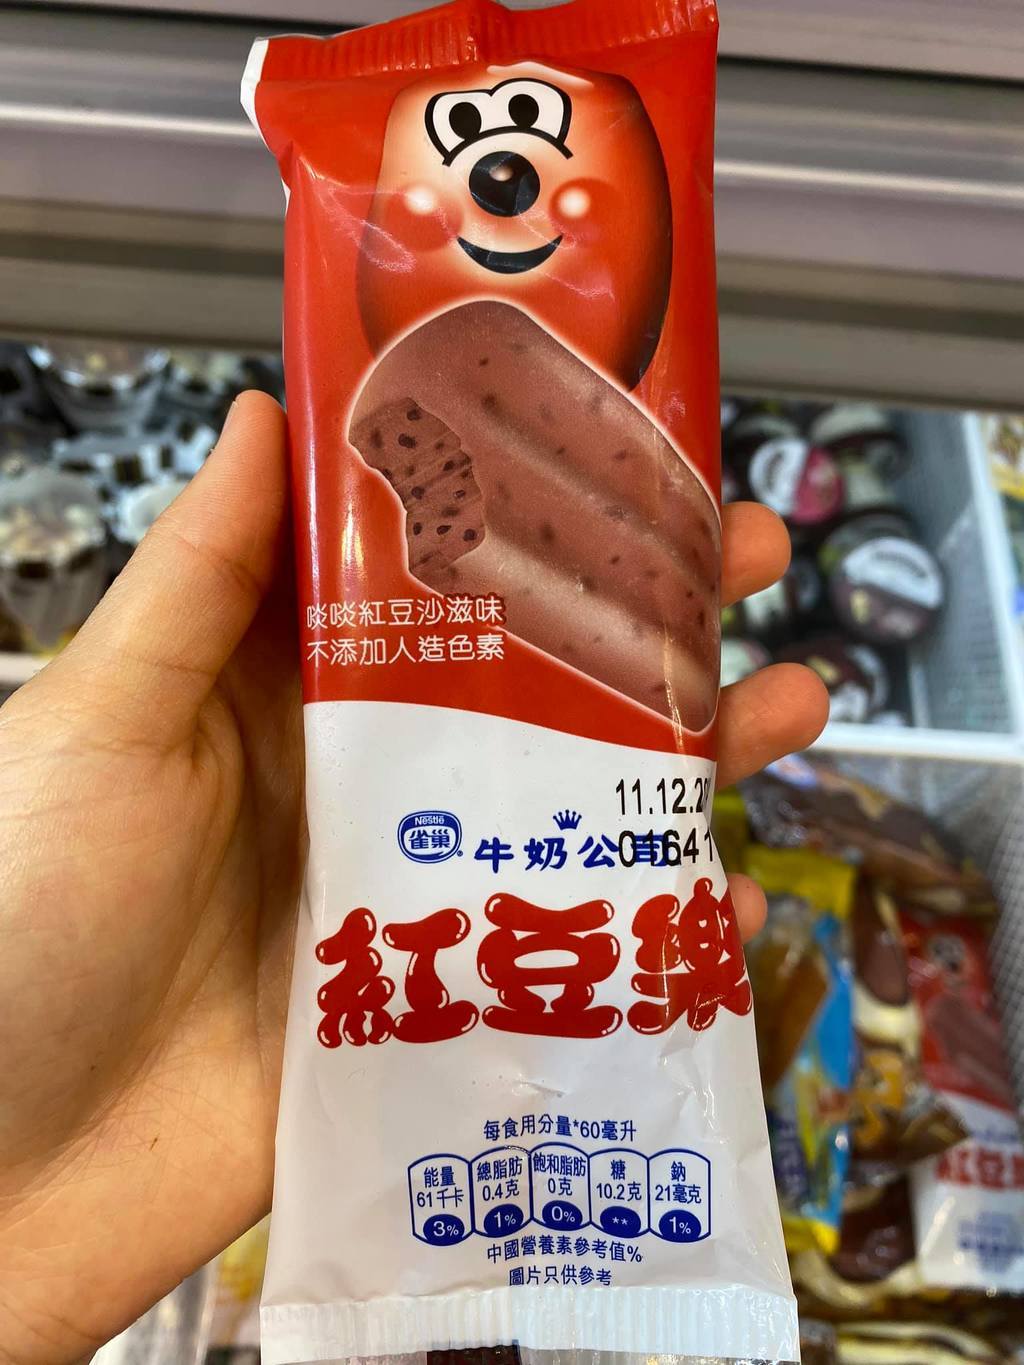 啖啖紅豆沙滋味
不添加人造色素
11.12.2
01641
Nestlé
雀巢
牛奶公司
紅豆樂
每食用分量*60毫升
能量 總脂肪 飽和脂肪 糖 鈉
61千卡 0.4克 0克 10.2克 21毫克
3% 1% 0% ** 1%
中國營養素參考值%
圖片只供參考